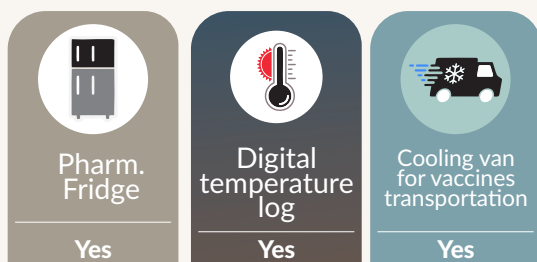 Pharm.
Fridge
Yes
Digital
temperature
log
Yes
Cooling van
for vaccines
transportation
Yes